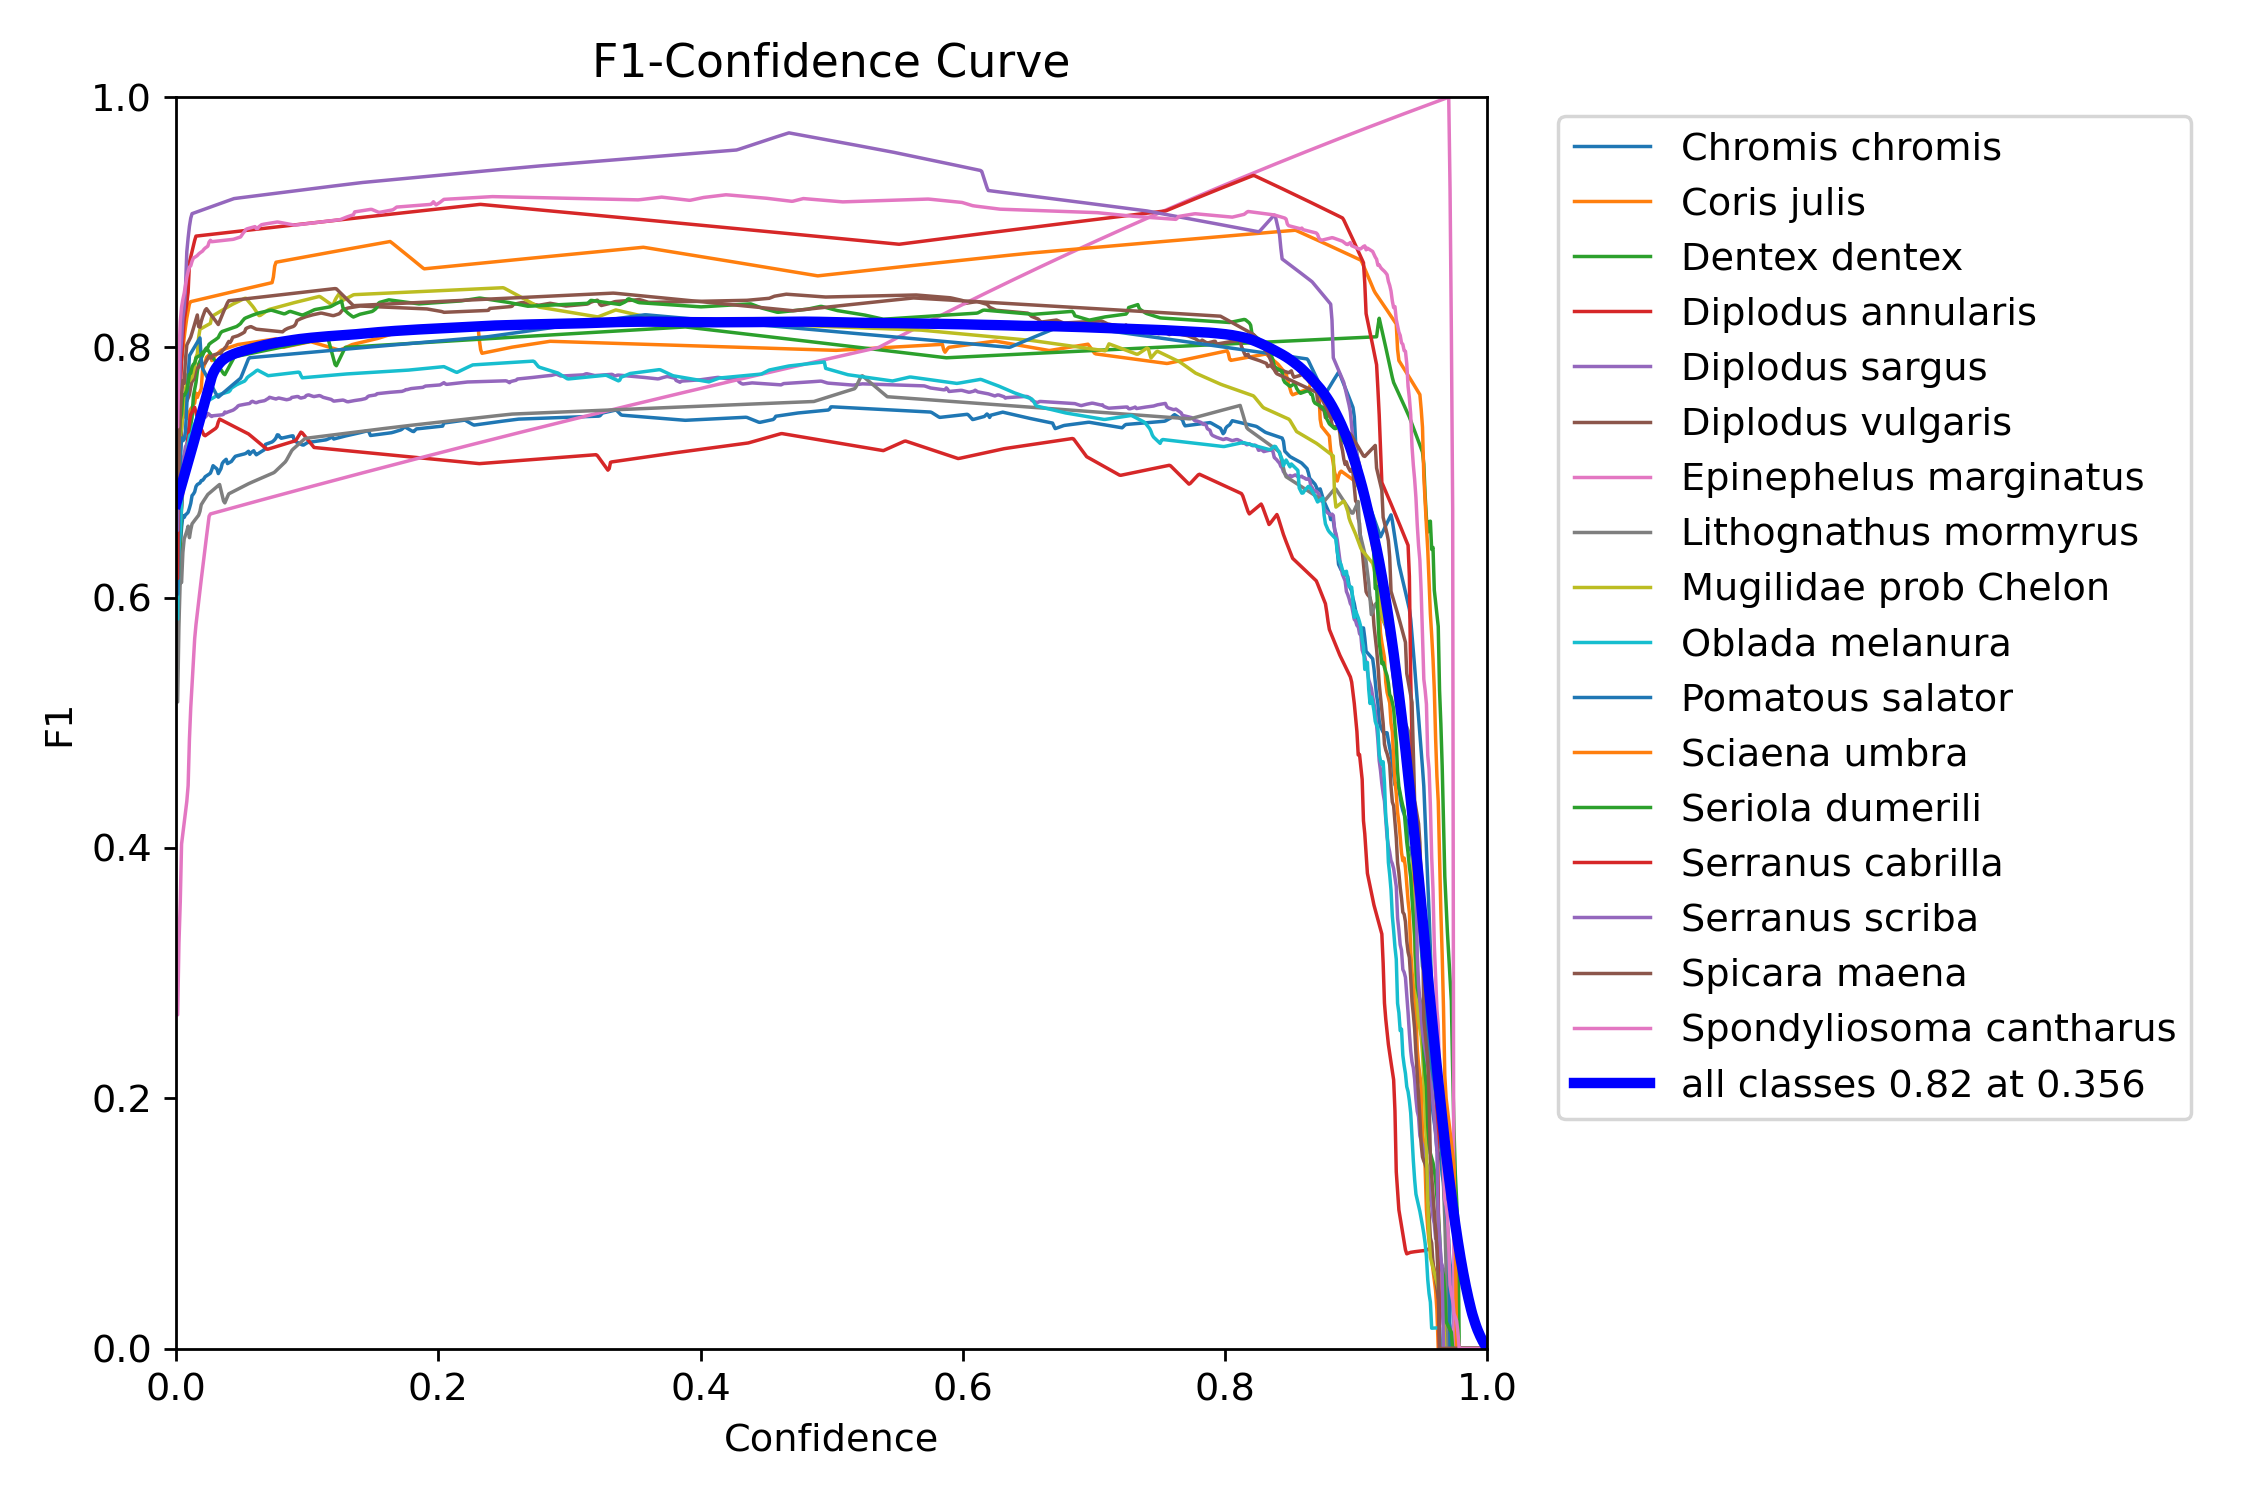 F1-Confidence Curve
1.0
0.8
0.6
0.4
0.2
0.0
F1
0.0 0.2 0.4 0.6 0.8 1.0
Confidence
Chromis chromis
Coris julis
Dentex dentex
Diplodus annularis
Diplodus sargus
Diplodus vulgaris
Epinephelus marginatus
Lithognathus mormyrus
Mugilidae prob Chelon
Oblada melanura
Pomatous salator
Sciaena umbra
Seriola dumerili
Serranus cabrilla
Serranus scriba
Spicara maena
Spondyliosoma cantharus
all classes 0.82 at 0.356